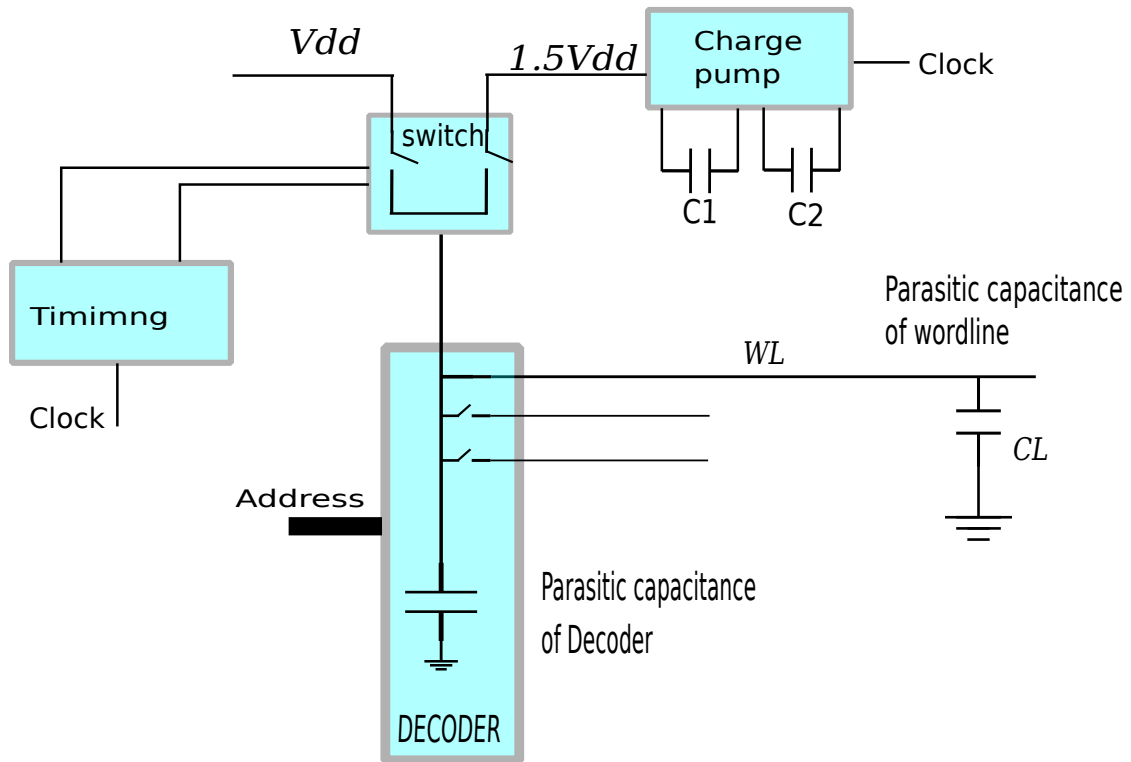 Vdd
1.5Vdd
Charge
pump
Clock
switch
C1
C2
Timimng
Clock
Parasitic capacitance
of wordline
WL
CL
Address
Parasitic capacitance
of Decoder
DECODER